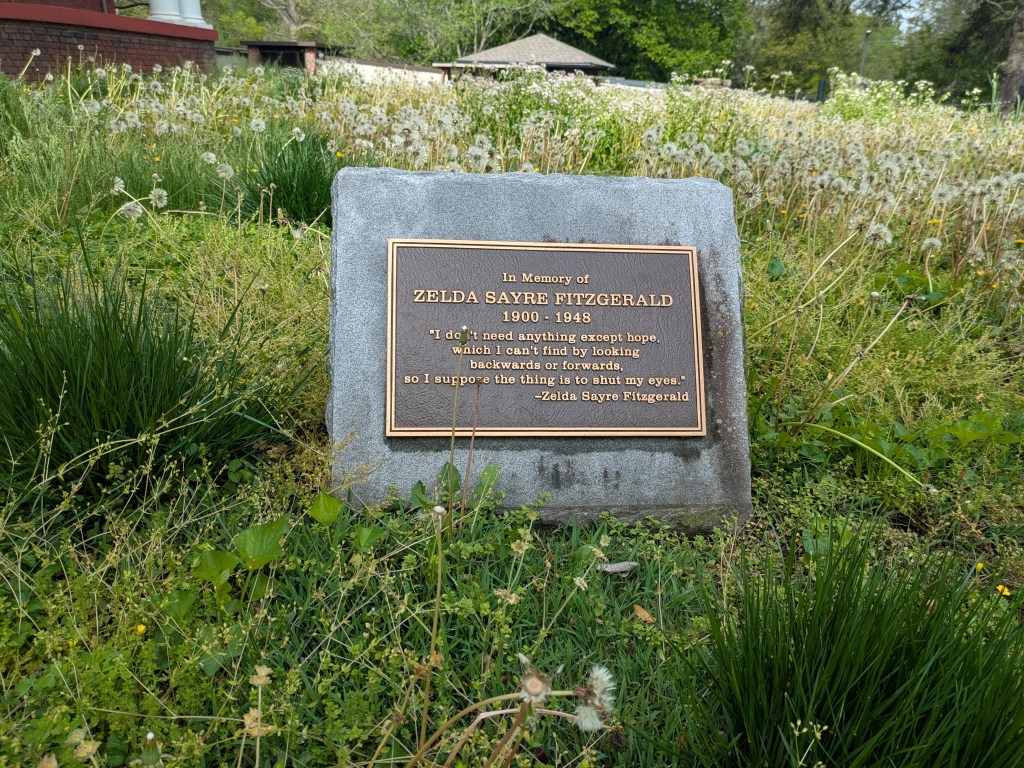 In Memory of
ZELDA SAYRE FITZGERALD
1900 - 1948
"I don't need anything except hope,
which I can't find by looking
backwards or forwards,
so I suppose the thing is to shut my eyes."
–Zelda Sayre Fitzgerald